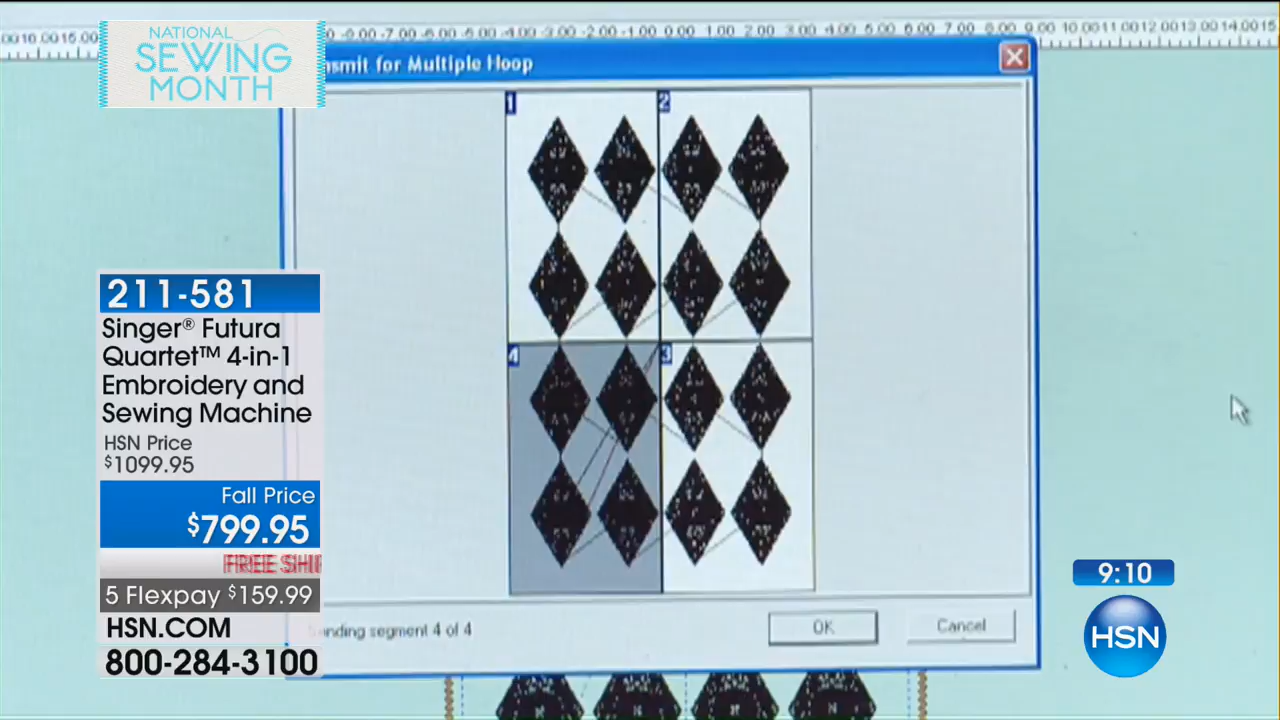 NATIONAL
SEWING
MONTH
smit for Multiple Hoop
1
2
4
3
211-581
Singer® Futura
Quartet™ 4-in-1
Embroidery and
Sewing Machine
HSN Price
$1099.95
Fall Price
$799.95
FREE SHI
5 Flexpay $159.99
HSN.COM
800-284-3100
nding segment 4 of 4
OK
Cancel
9:10
HSN